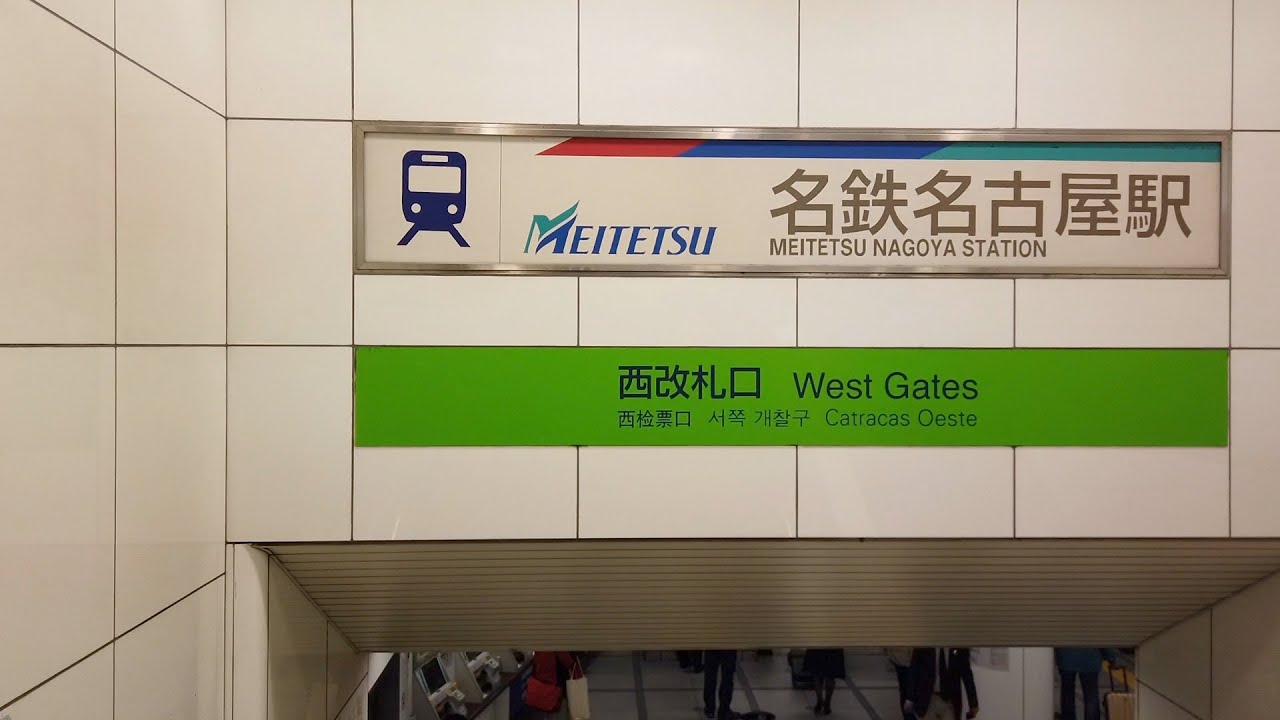 MEITETSU
名鉄名古屋駅
MEITETSU NAGOYA STATION
西改札口 West Gates
西检票口 서쪽 개찰구 Catracas Oeste